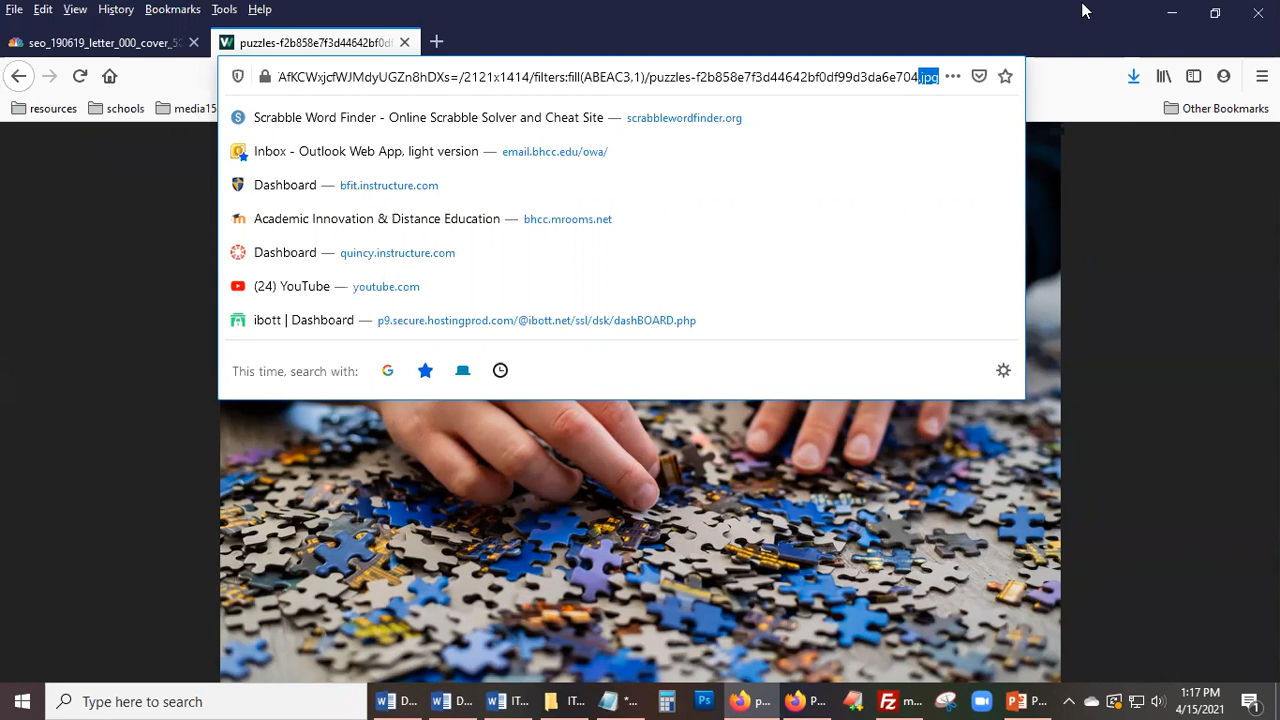 File Edit View History Bookmarks Tools Help
seo_190619_letter_000_cover_5
puzzles-f2b858e7f3d44642bf0df
AfKCWxjcfWJMdyUGZn8hDXs=/2121x1414/filters:fill(ABEAC3,1)/puzzles-f2b858e7f3d44642bf0df99d3da6e704.jpg
resources schools media15 Other Bookmarks
Scrabble Word Finder - Online Scrabble Solver and Cheat Site — scrabblewordfinder.org
Inbox - Outlook Web App, light version — email.bhcc.edu/owa/
Dashboard — bfit.instructure.com
Academic Innovation & Distance Education — bhcc.mrooms.net
Dashboard — quincy.instructure.com
(24) YouTube — youtube.com
ibott | Dashboard — p9.secure.hostingprod.com/@ibott.net/ssl/dsk/dashBOARD.php
This time, search with:
Type here to search D... D... IT... IT... *... p... P... m... P... 1:17 PM
4/15/2021